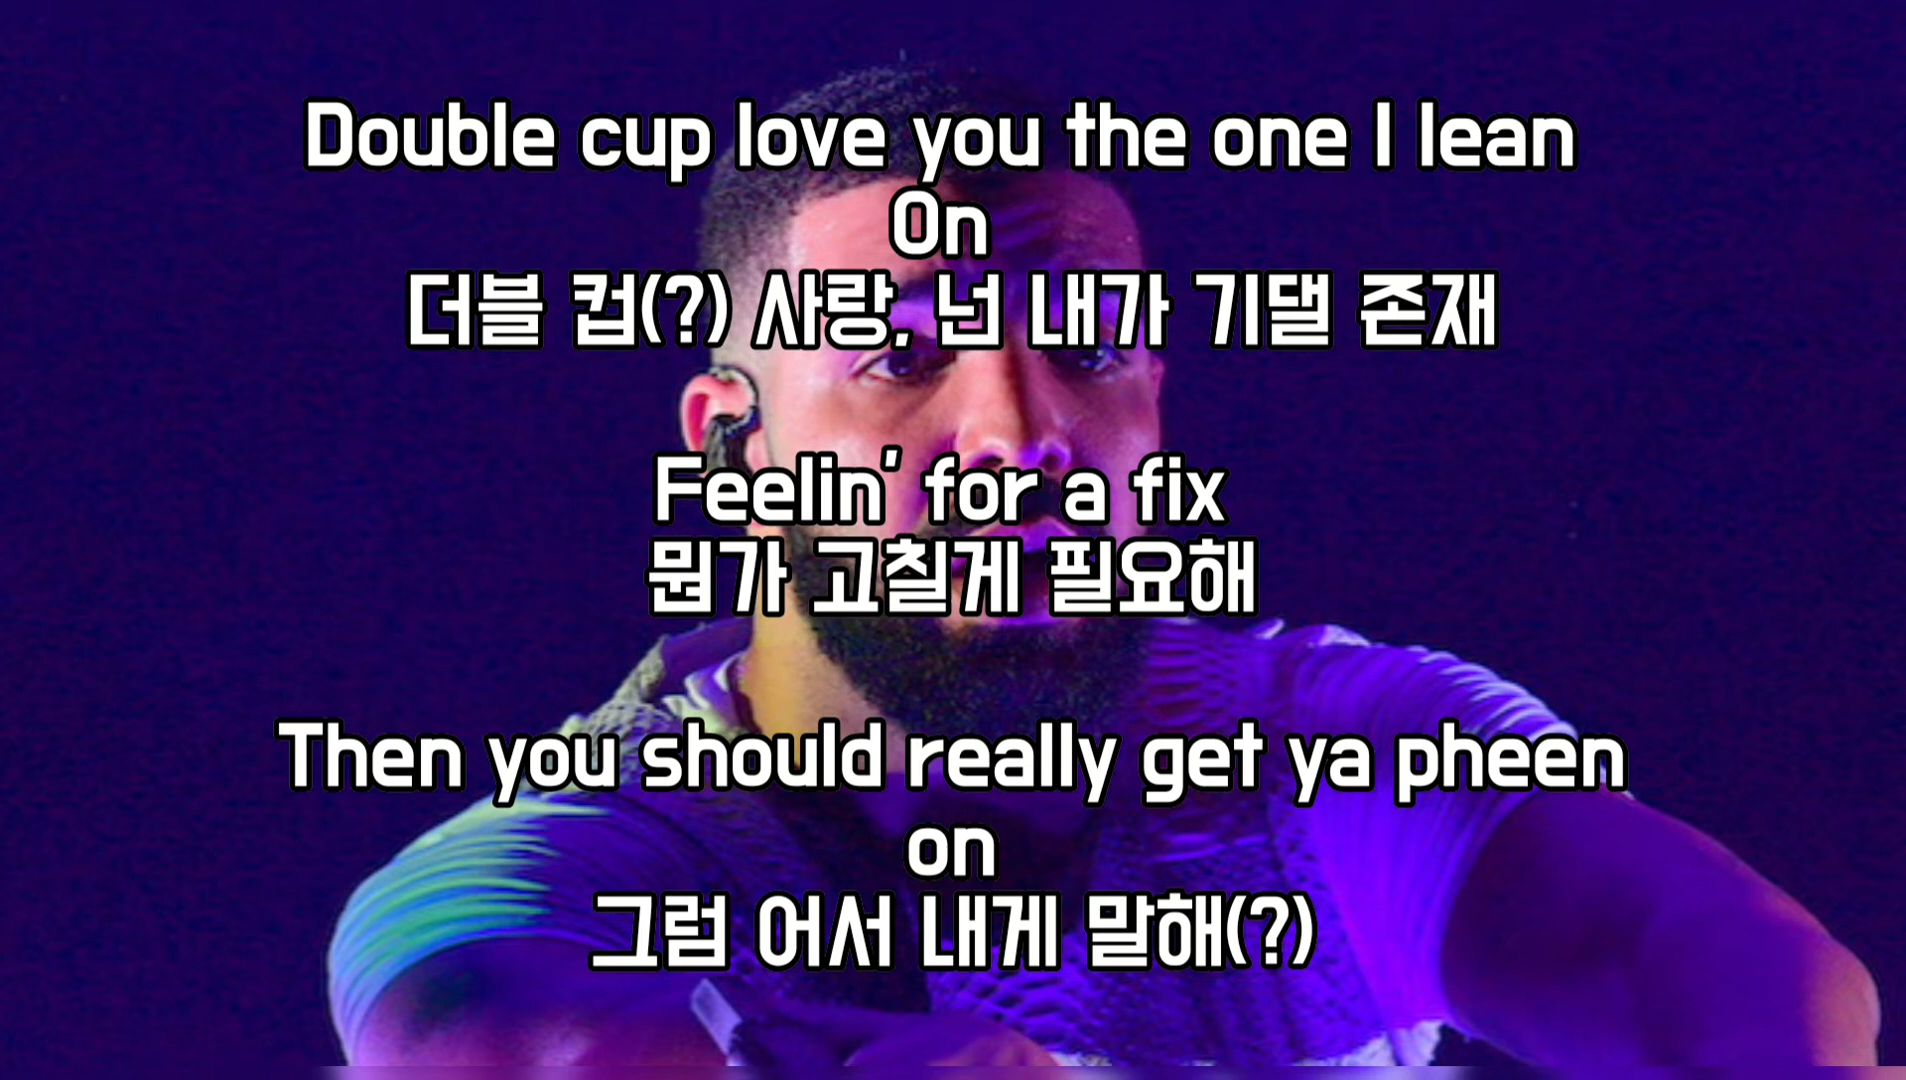 Double cup love you the one I lean
On
더블 컵(?) 사랑, 넌 내가 기댈 존재
Feelin' for a fix
뭔가 고칠게 필요해
Then you should really get ya pheen
on
그럼 어서 내게 말해(?)